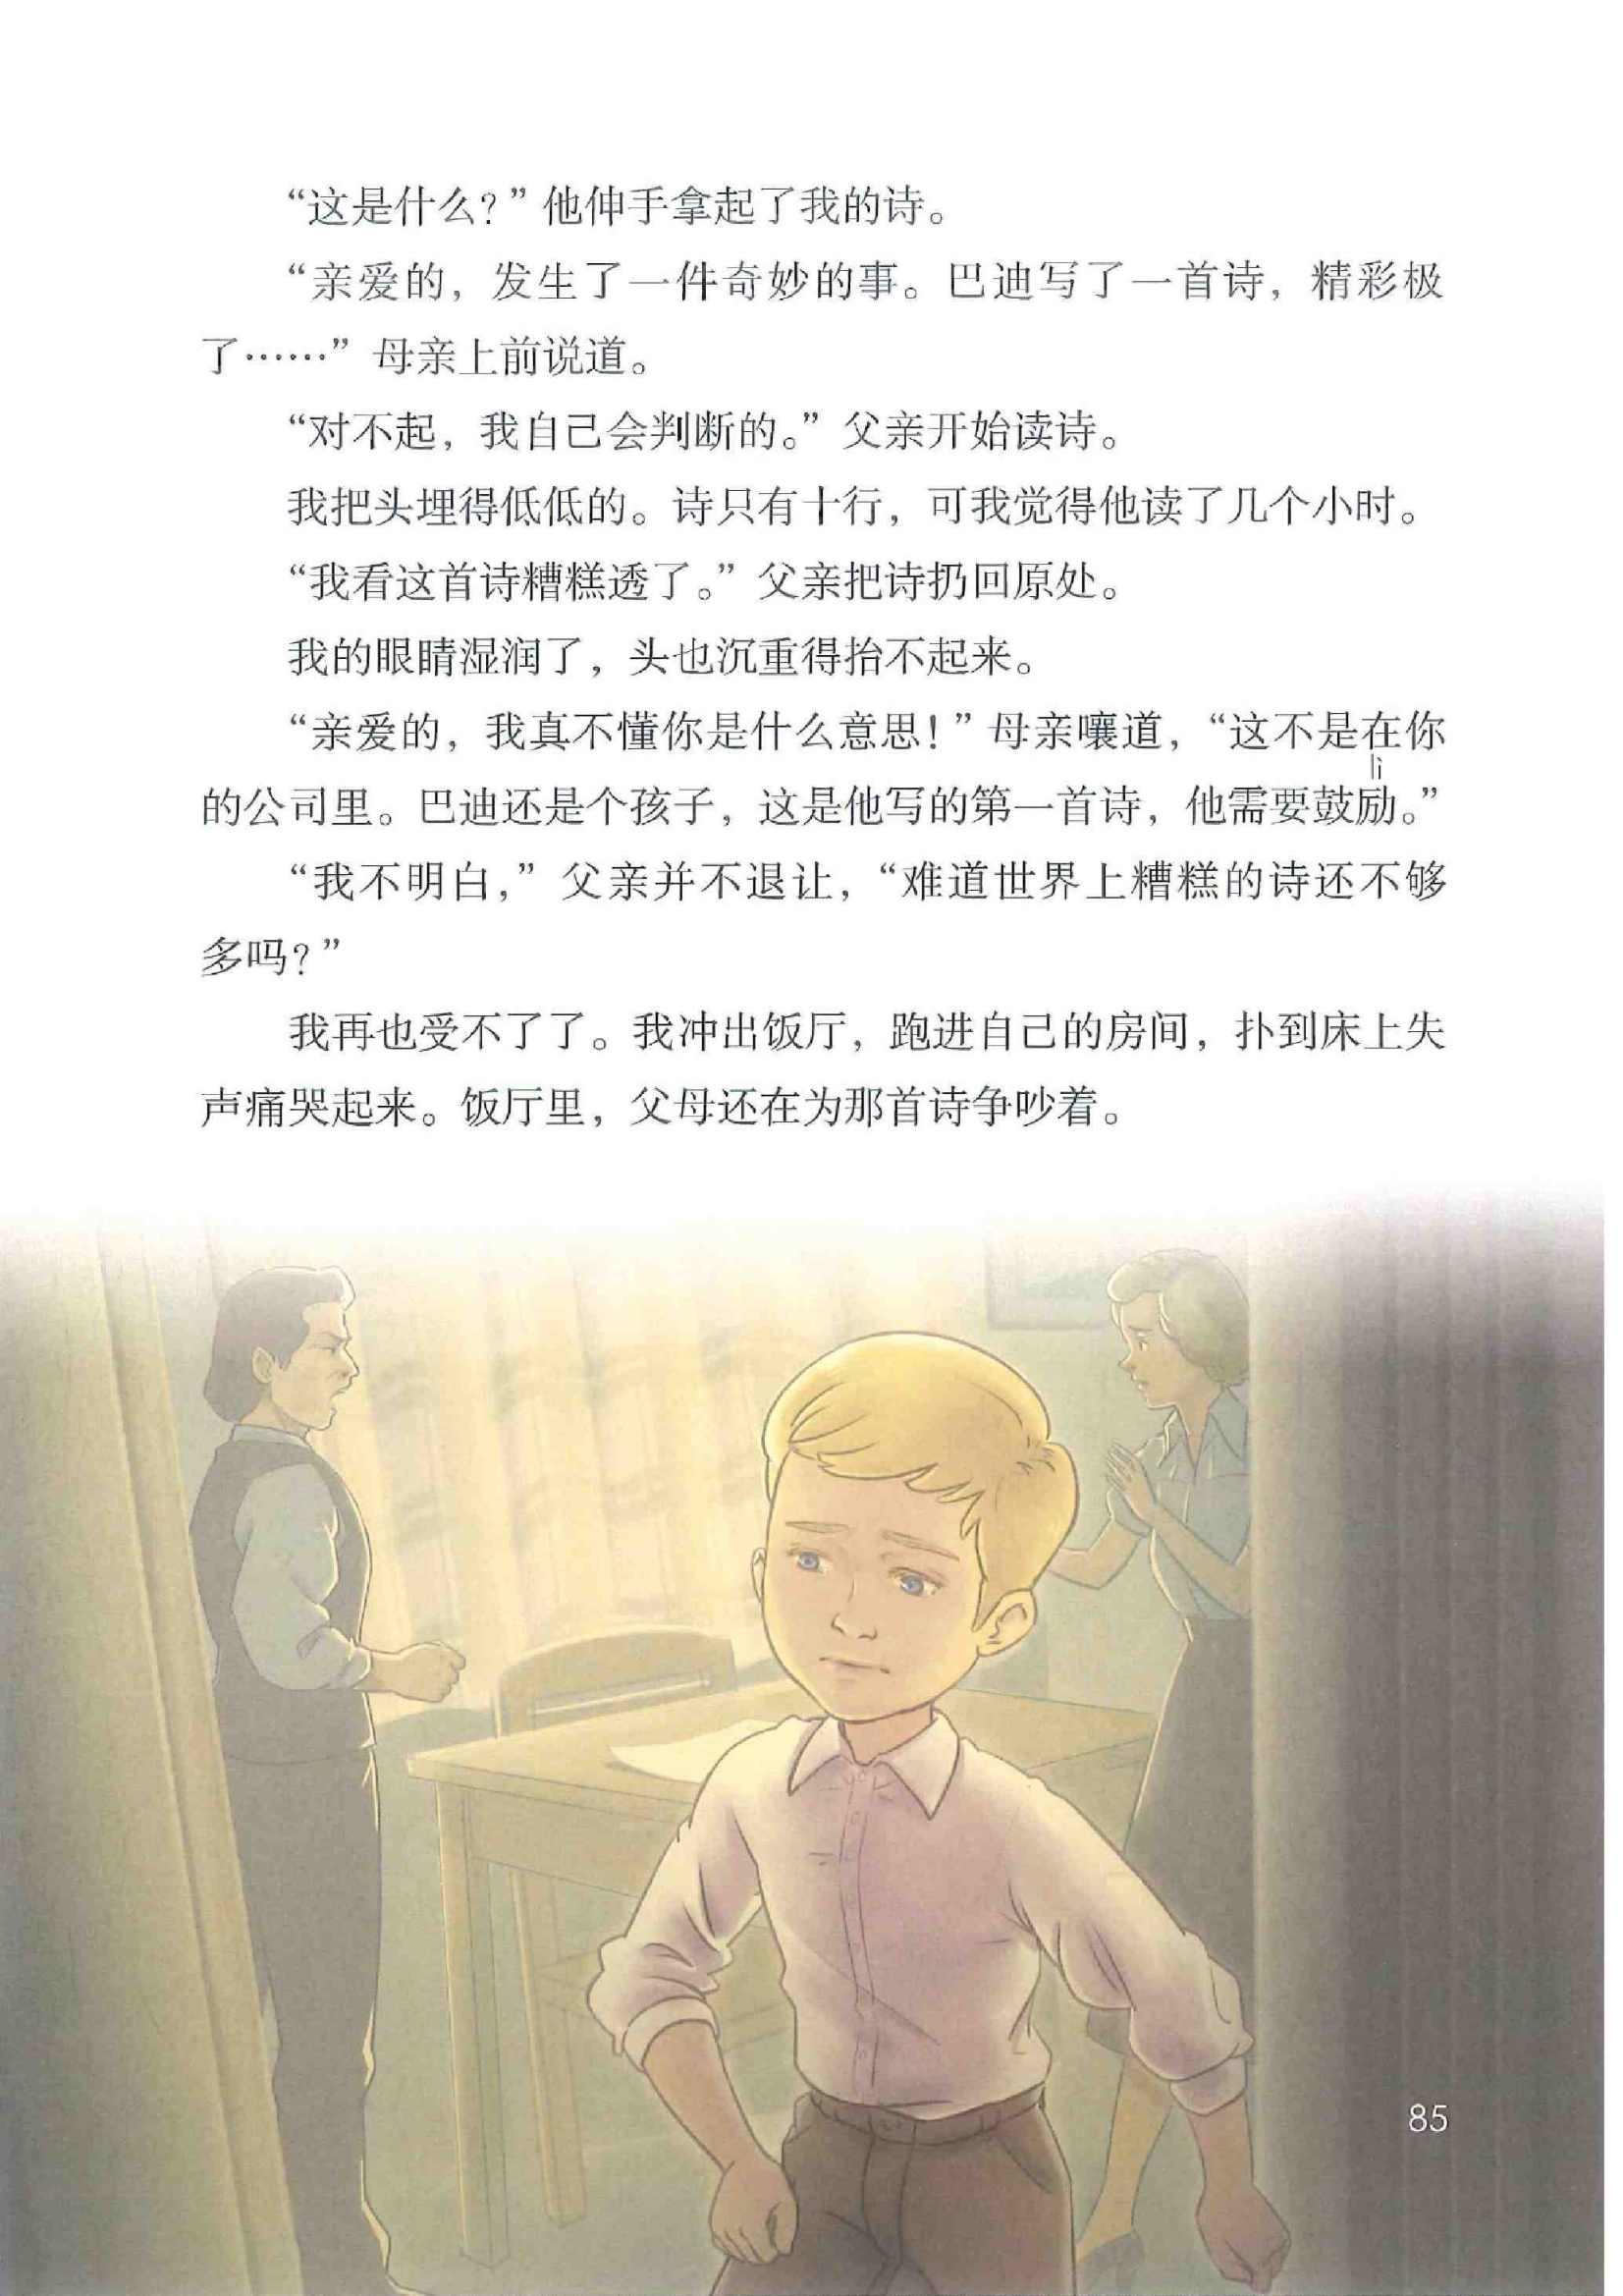 “这是什么？”他伸手拿起了我的诗。
“亲爱的，发生了一件奇妙的事。巴迪写了一首诗，精彩极
了……”母亲上前说道。
“对不起，我自己会判断的。”父亲开始读诗。
我把头埋得低低的。诗只有十行，可我觉得他读了几个小时。
“我看这首诗糟糕透了。”父亲把诗扔回原处。
我的眼睛湿润了，头也沉重得抬不起来。
“亲爱的，我真不懂你是什么意思！”母亲嚷道，“这不是在你
lì
的公司里。巴迪还是个孩子，这是他写的第一首诗，他需要鼓励。”
“我不明白，”父亲并不退让，“难道世界上糟糕的诗还不够
多吗？”
我再也受不了了。我冲出饭厅，跑进自己的房间，扑到床上失
声痛哭起来。饭厅里，父母还在为那首诗争吵着。
85